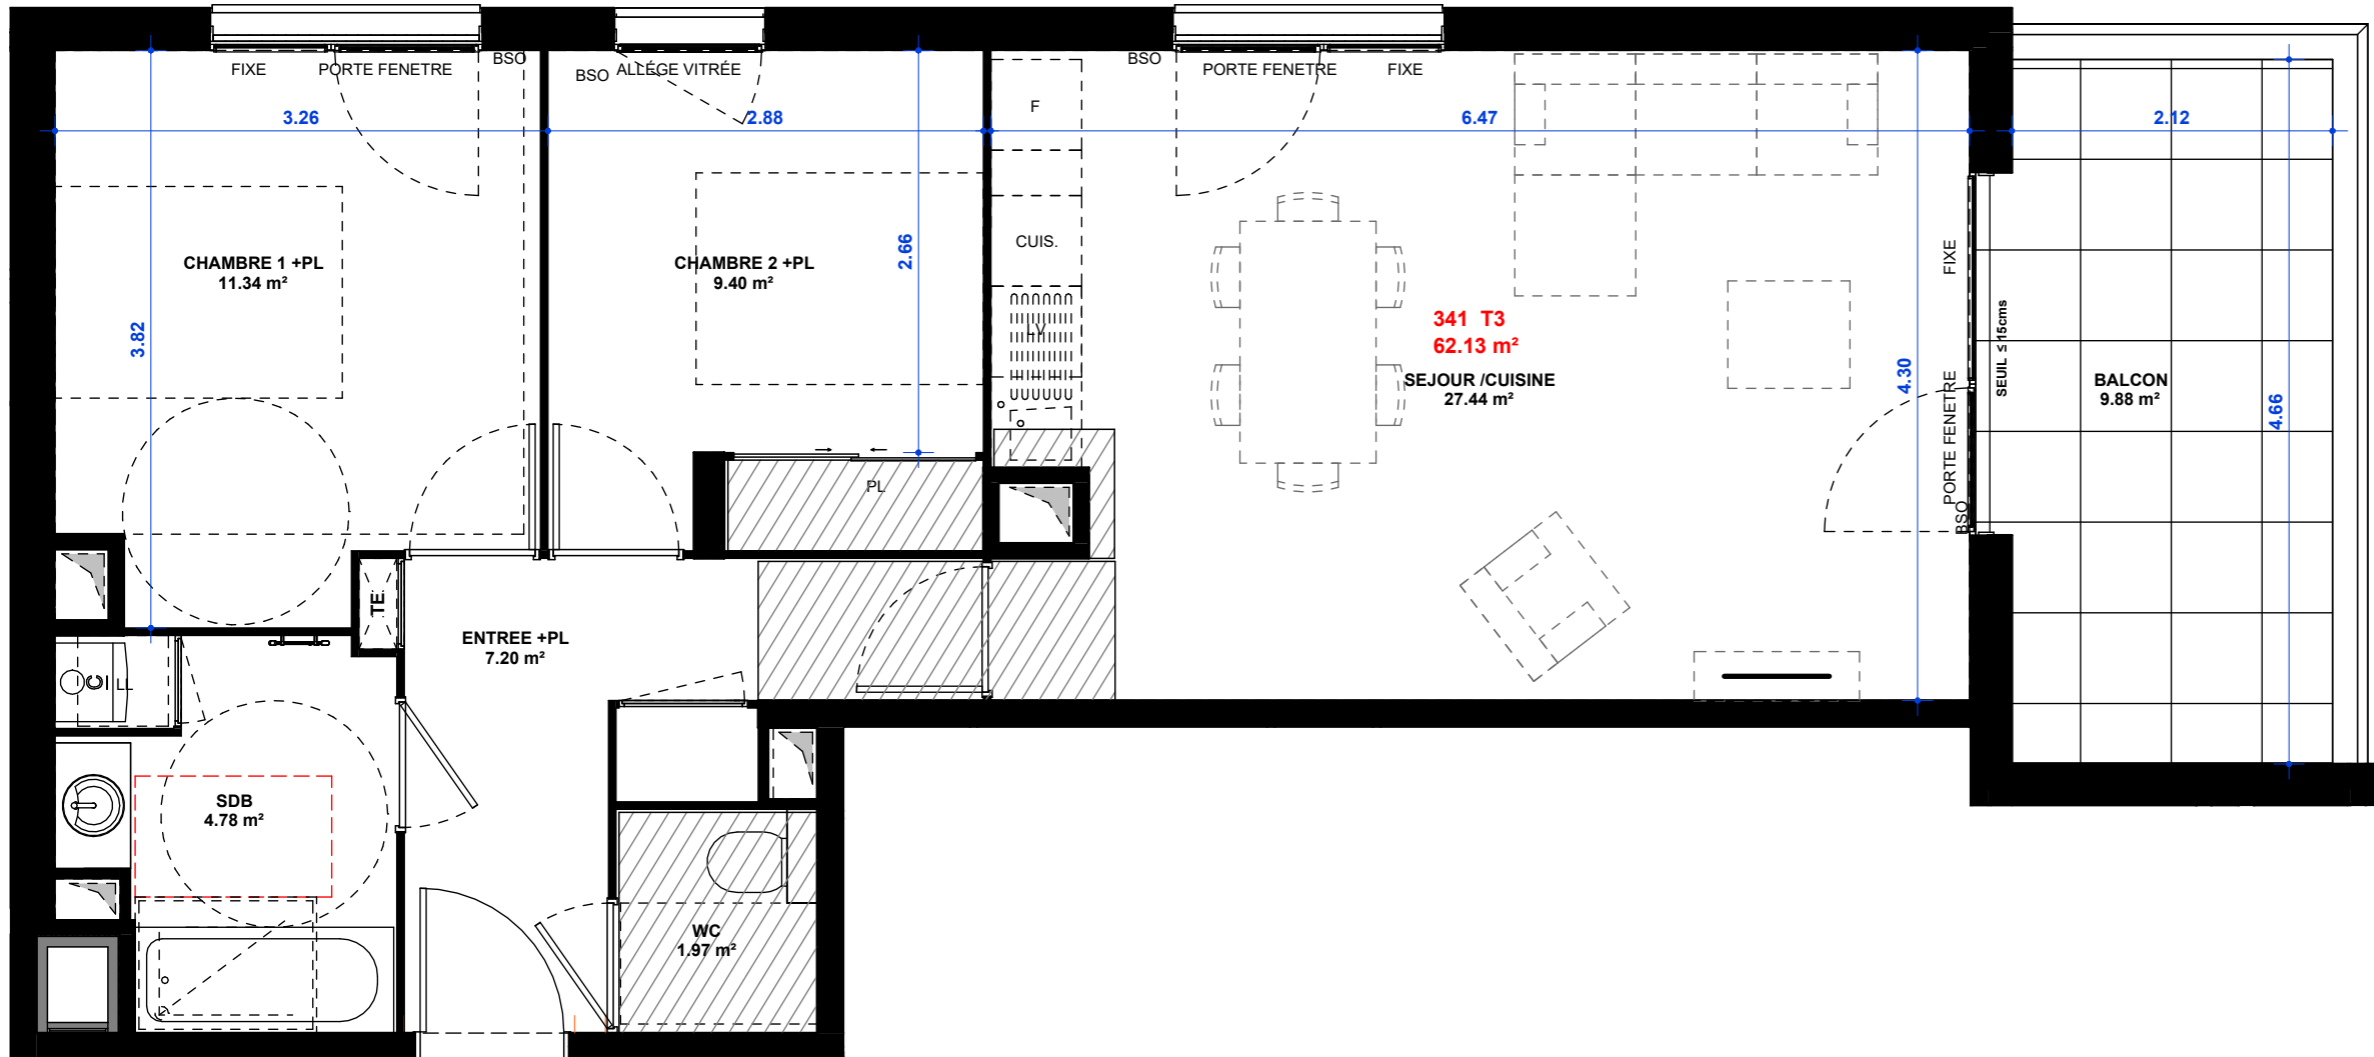 FIXE
PORTE FENETRE
BSO
BSO
ALLÉGE VITRÉE
BSO
PORTE FENETRE
FIXE
3.26
2.88
6.47
2.12
F
CUIS.
LV
CHAMBRE 1 +PL
11.34 m²
CHAMBRE 2 +PL
9.40 m²
2.66
3.82
341 T3
62.13 m²
SEJOUR /CUISINE
27.44 m²
4.30
FIXE
PORTE FENETRE
BSO
SEUIL ≤15cms
BALCON
9.88 m²
4.66
PL
TE
ENTREE +PL
7.20 m²
C
LL
SDB
4.78 m²
WC
1.97 m²